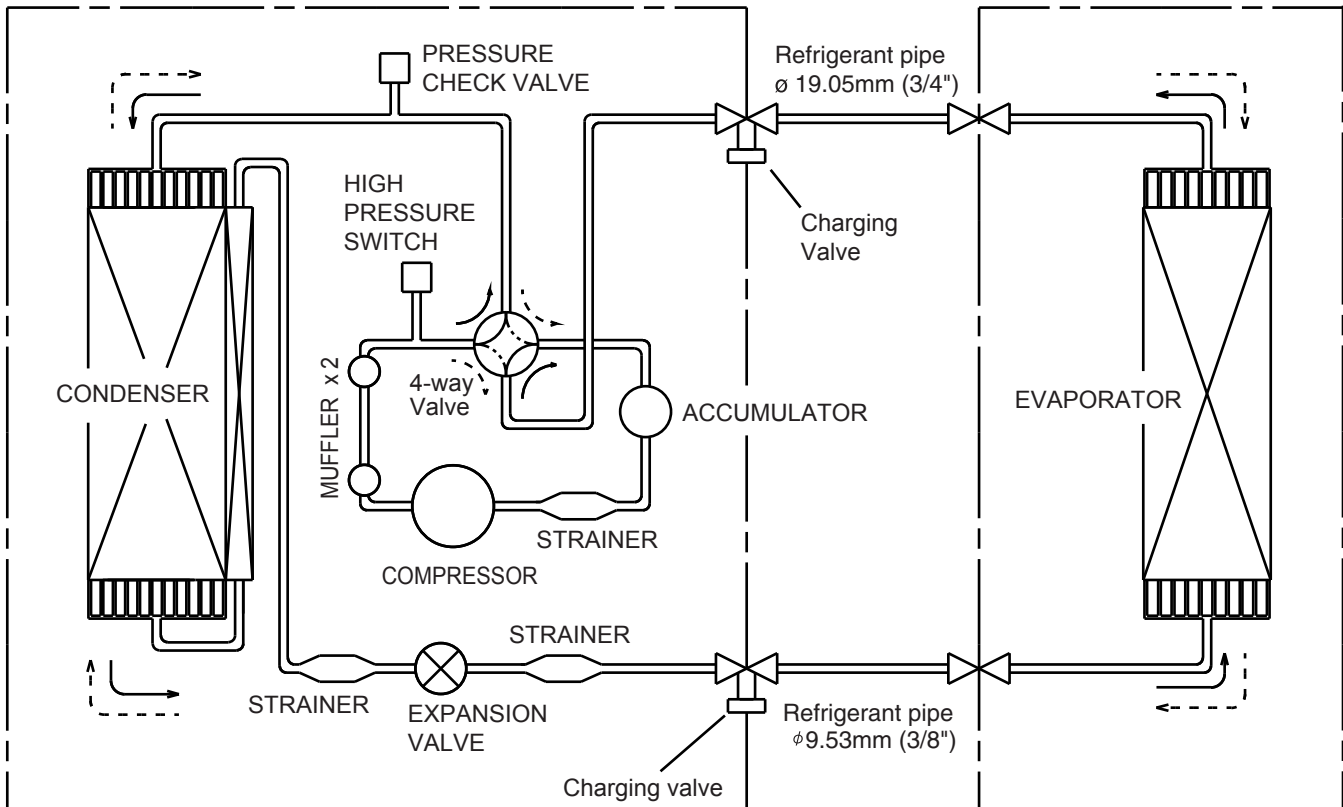 PRESSURE
CHECK VALVE
Refrigerant pipe
ø 19.05mm (3/4")
HIGH
PRESSURE
SWITCH
Charging
Valve
CONDENSER
MUFFLER x 2
4-way
Valve
ACCUMULATOR
EVAPORATOR
STRAINER
COMPRESSOR
STRAINER
STRAINER
EXPANSION
VALVE
Refrigerant pipe
ϕ9.53mm (3/8")
Charging valve